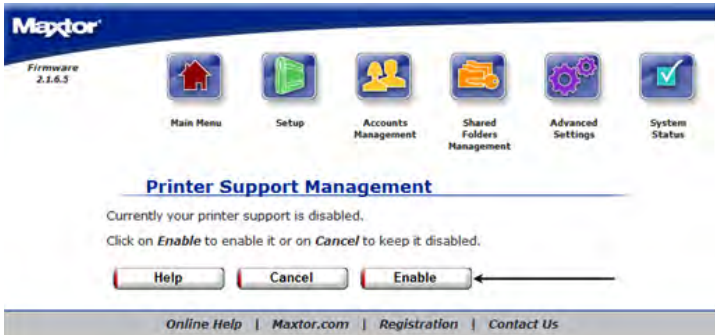 Maxtor
Firmware
2.1.6.5
Main Menu
Setup
Accounts
Management
Shared
Folders
Management
Advanced
Settings
System
Status
Printer Support Management
Currently your printer support is disabled.
Click on Enable to enable it or on Cancel to keep it disabled.
Help Cancel Enable
Online Help | Maxtor.com | Registration | Contact Us